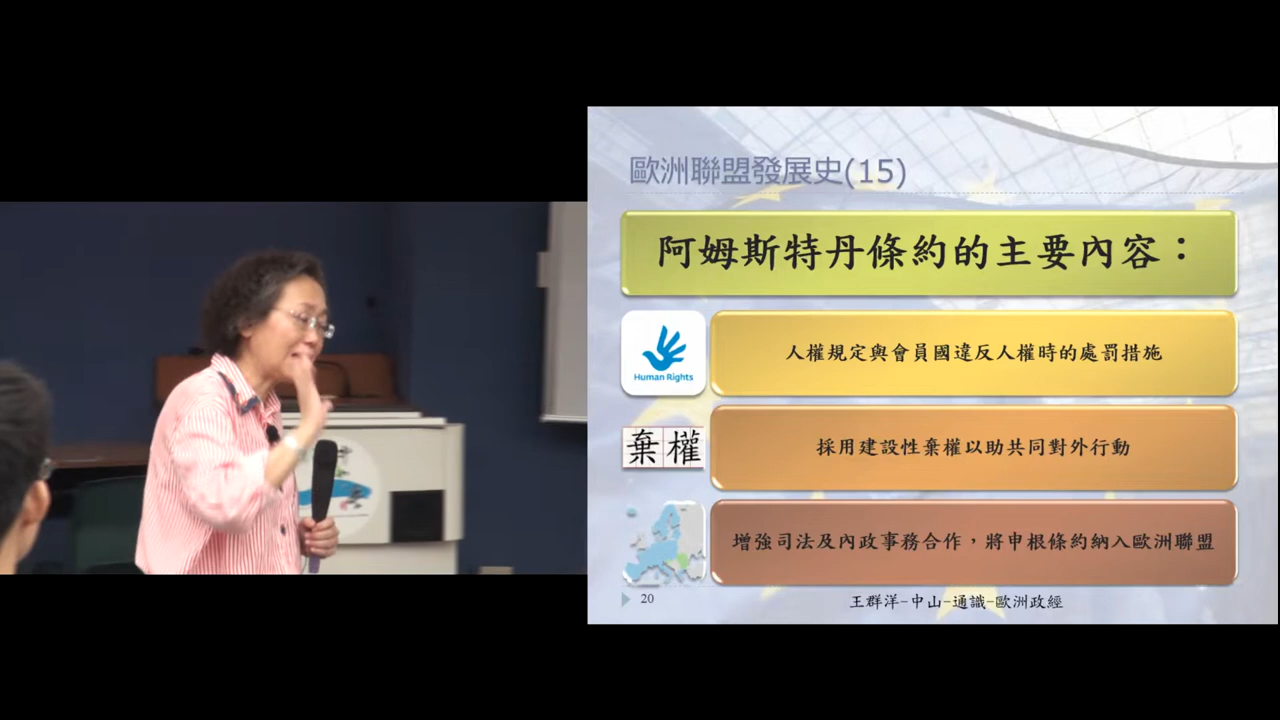 歐洲聯盟發展史(15)
阿姆斯特丹條約的主要內容：
Human Rights
人權規定與會員國違反人權時的處罰措施
棄權
採用建設性棄權以助共同對外行動
增強司法及內政事務合作，將申根條約納入歐洲聯盟
20
王群洋-中山-通識-歐洲政經